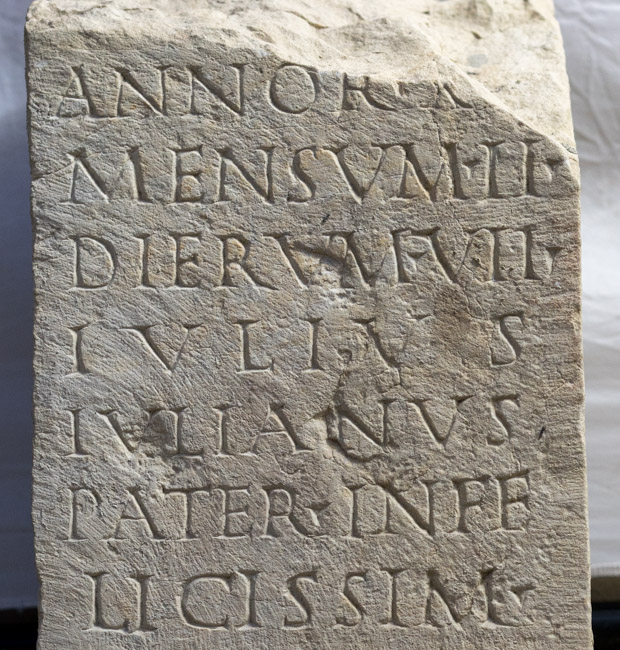 ANNOR·X
MENSVM·II·
DIERVM·VII·
IVLIVS
IVLIANVS
PATER·INFE
LICISSIM·